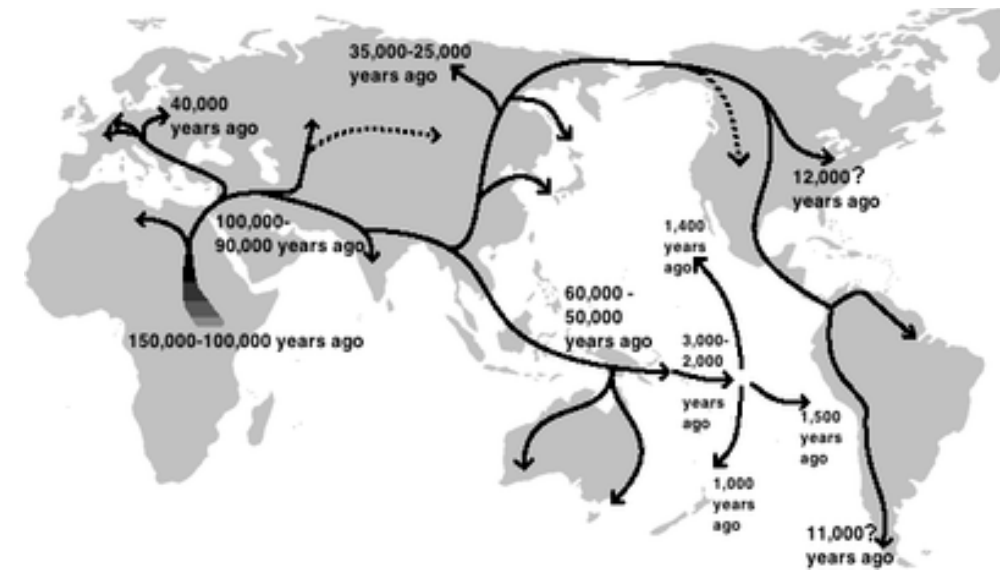 35,000-25,000
years ago
40,000
years ago
100,000-
90,000 years ago
12,000?
years ago
1,400
years
ago
60,000 -
50,000
years ago
150,000-100,000 years ago
3,000-
2,000
years
ago
1,500
years
ago
1,000
years
ago
11,000?
years ago